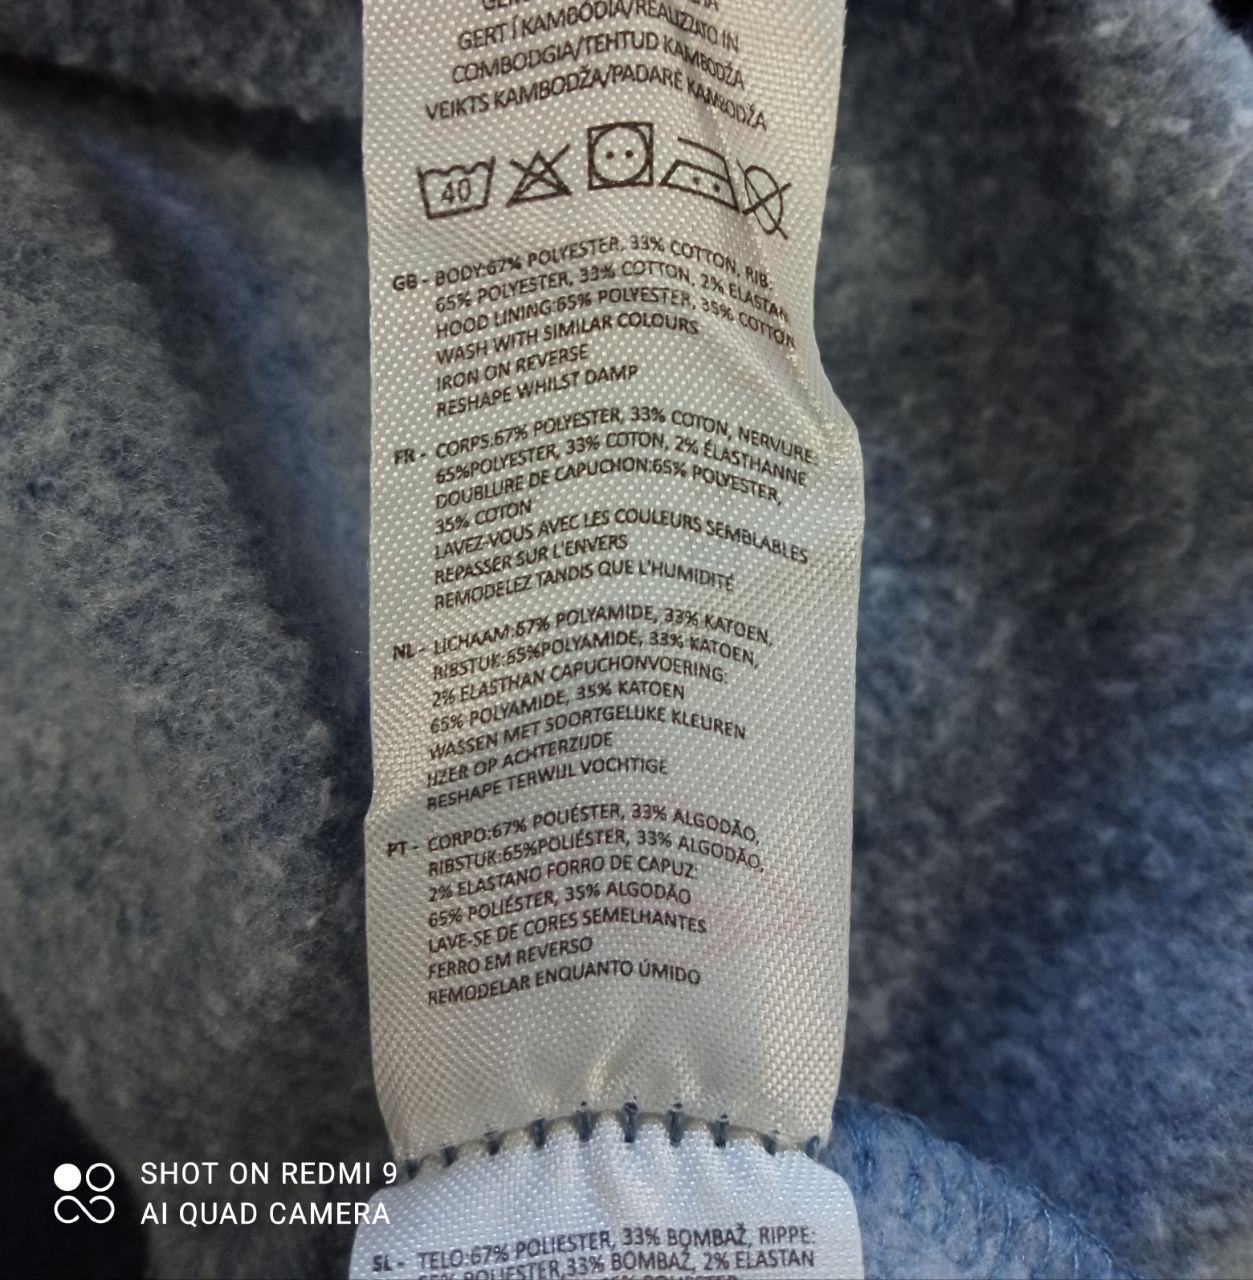 GERT Í KAMBÓDÍA/REALIZZATO IN
COMBODGIA/TEHTUD KAMBODŽA
VEIKTS KAMBODŽA/PADARĖ KAMBODŽA
40
GB - BODY:67% POLYESTER, 33% COTTON, RIB:
65% POLYESTER, 33% COTTON, 2% ELASTAN
HOOD LINING:65% POLYESTER, 35% COTTON
WASH WITH SIMILAR COLOURS
IRON ON REVERSE
RESHAPE WHILST DAMP
FR - CORPS:67% POLYESTER, 33% COTON, NERVURE:
65%POLYESTER, 33% COTON, 2% ÉLASTHANNE
DOUBLURE DE CAPUCHON:65% POLYESTER,
35% COTON
LAVEZ-VOUS AVEC LES COULEURS SEMBLABLES
REPASSER SUR L'ENVERS
REMODELEZ TANDIS QUE L'HUMIDITÉ
NL - LICHAAM:67% POLYAMIDE, 33% KATOEN,
RIBSTUK:65%POLYAMIDE, 33% KATOEN,
2% ELASTHAN CAPUCHONVOERING:
65% POLYAMIDE, 35% KATOEN
WASSEN MET SOORTGELIJKE KLEUREN
IJZER OP ACHTERZIJDE
RESHAPE TERWIJL VOCHTIGE
PT - CORPO:67% POLIÉSTER, 33% ALGODÃO,
RIBSTUK:65%POLIÉSTER, 33% ALGODÃO,
2% ELASTANO FORRO DE CAPUZ:
65% POLIÉSTER, 35% ALGODÃO
LAVE-SE DE CORES SEMELHANTES
FERRO EM REVERSO
REMODELAR ENQUANTO ÚMIDO
SL - TELO:67% POLIESTER, 33% BOMBAŽ, RIPPE:
POLIESTER,33% BOMBAŽ, 2% ELASTAN
SHOT ON REDMI 9
AI QUAD CAMERA